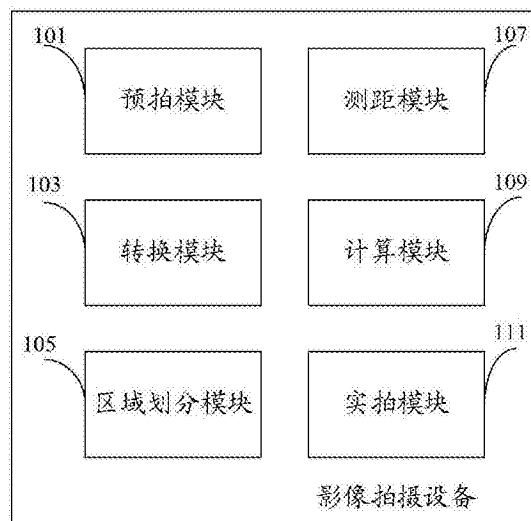 101
预拍模块
107
测距模块
103
转换模块
109
计算模块
105
区域划分模块
111
实拍模块
影像拍摄设备